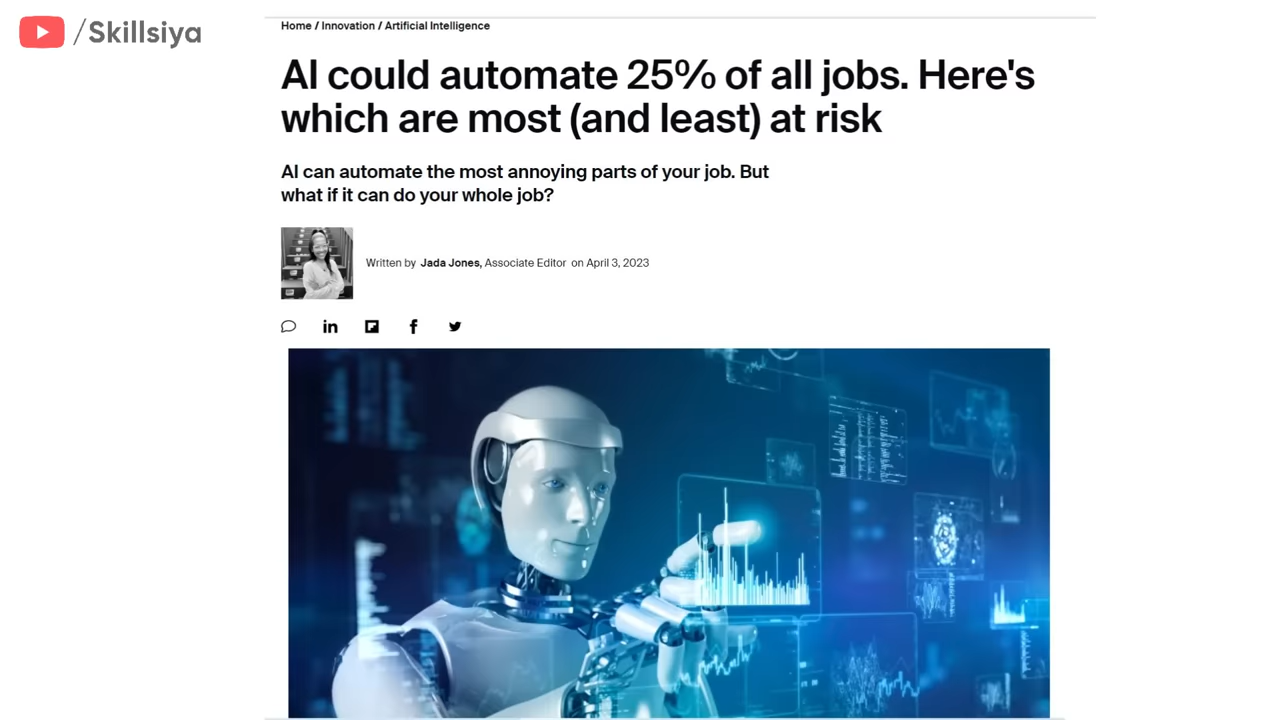 /Skillsiya
Home / Innovation / Artificial Intelligence
AI could automate 25% of all jobs. Here's
which are most (and least) at risk
AI can automate the most annoying parts of your job. But
what if it can do your whole job?
Written by Jada Jones, Associate Editor on April 3, 2023